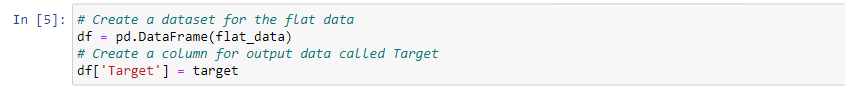 In [5]: # Create a dataset for the flat data
df = pd.DataFrame(flat_data)
# Create a column for output data called Target
df['Target'] = target